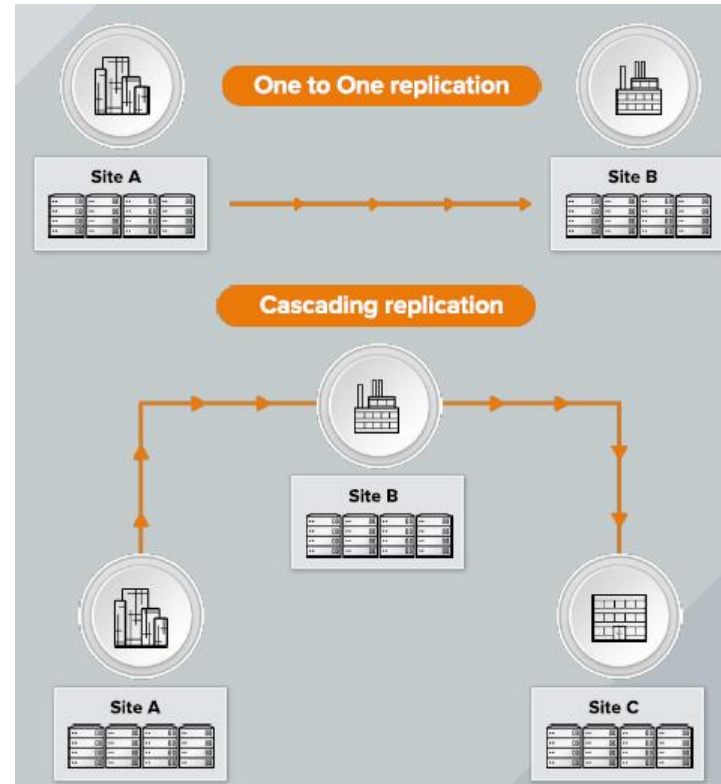 One to One replication
Site A
Site B
Cascading replication
Site B
Site A
Site C